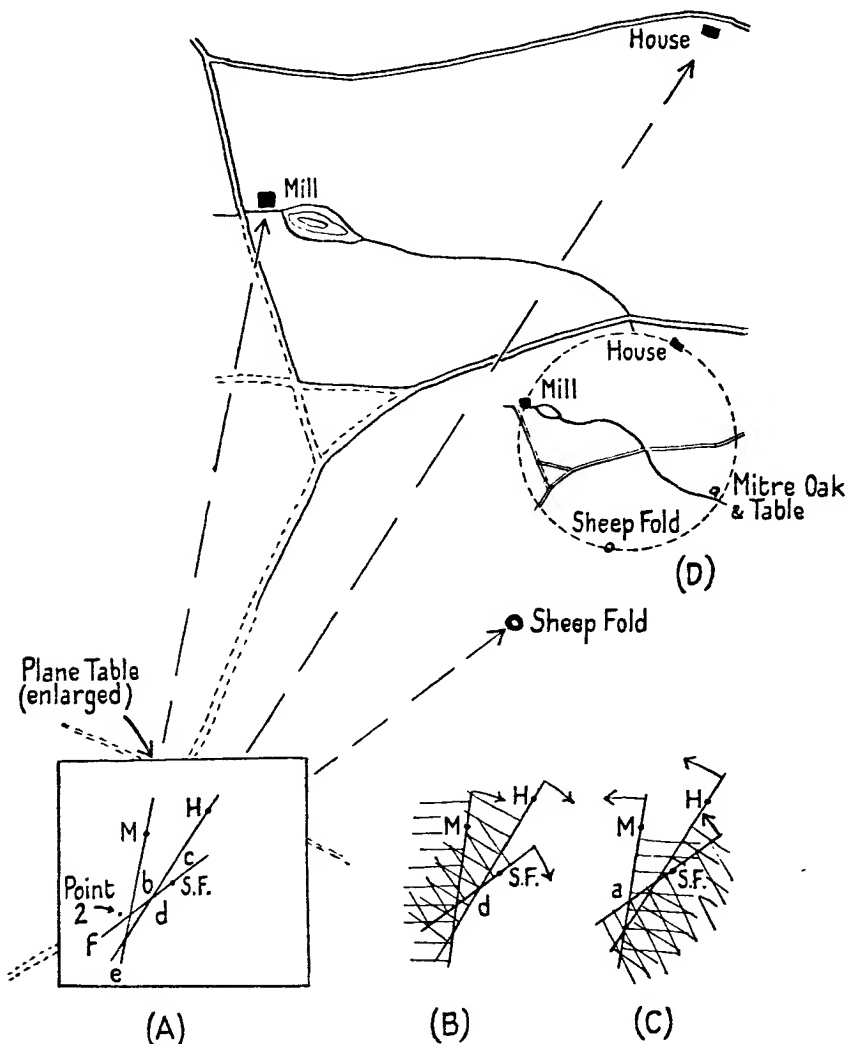 House
Mill
House
Mill
Mitre Oak
& Table
Sheep Fold
(D)
Sheep Fold
Plane Table
(enlarged)
H
M
c
b
S.F.
Point
2
d
F
e
(A)
H
M
S.F.
d
(B)
H
M
S.F.
a
(C)